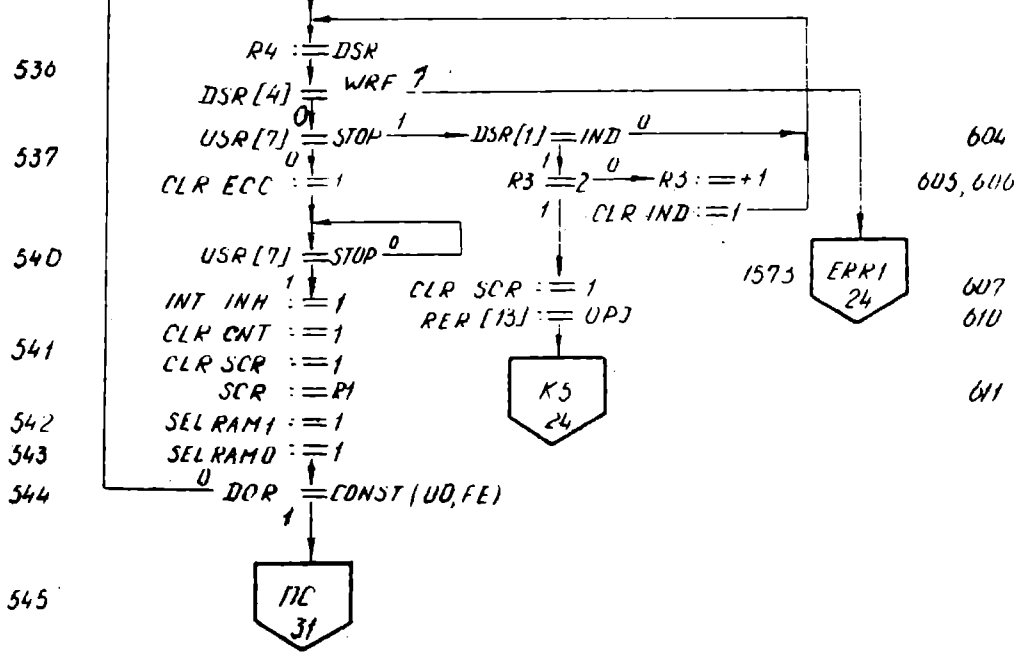 R4 := DSR
536
DSR[4] = WRF 1
0
USR[7] = STOP 1 DSR[1] = IND 0 604
537 0 1
CLR ECC := 1 R3 = 2 0 R3 := +1 605, 606
1 CLR IND := 1
540 USR[7] = STOP 0 1573 ERR1
1 24
INT INH := 1 CLR SCR := 1 607
CLR CNT := 1 RER[13] := OPJ 610
541
CLR SCR := 1
SCR := R1 K5 611
542 SEL RAM1 := 1 24
543 SEL RAM0 := 1
544 0 DOR = CONST (00, FE)
1
545 ПС
31